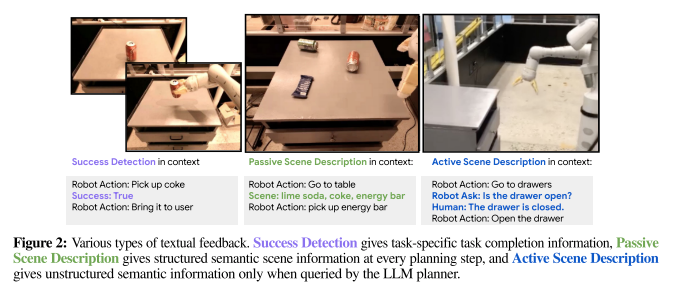 Success Detection in context
Passive Scene Description in context:
Active Scene Description in context:
Robot Action: Pick up coke
Success: True
Robot Action: Bring it to user
Robot Action: Go to table
Scene: lime soda, coke, energy bar
Robot Action: pick up energy bar
Robot Action: Go to drawers
Robot Ask: Is the drawer open?
Human: The drawer is closed.
Robot Action: Open the drawer
Figure 2: Various types of textual feedback. Success Detection gives task-specific task completion information, Passive
Scene Description gives structured semantic scene information at every planning step, and Active Scene Description
gives unstructured semantic information only when queried by the LLM planner.